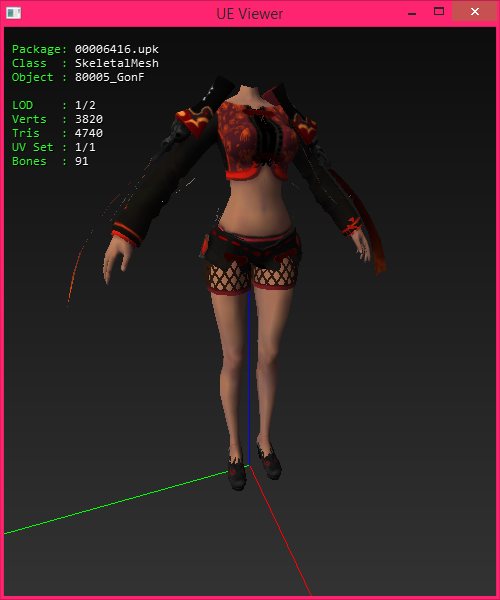 UE Viewer
Package: 00006416.upk
Class  : SkeletalMesh
Object : 80005_GonF
LOD    : 1/2
Verts  : 3820
Tris   : 4740
UV Set : 1/1
Bones  : 91